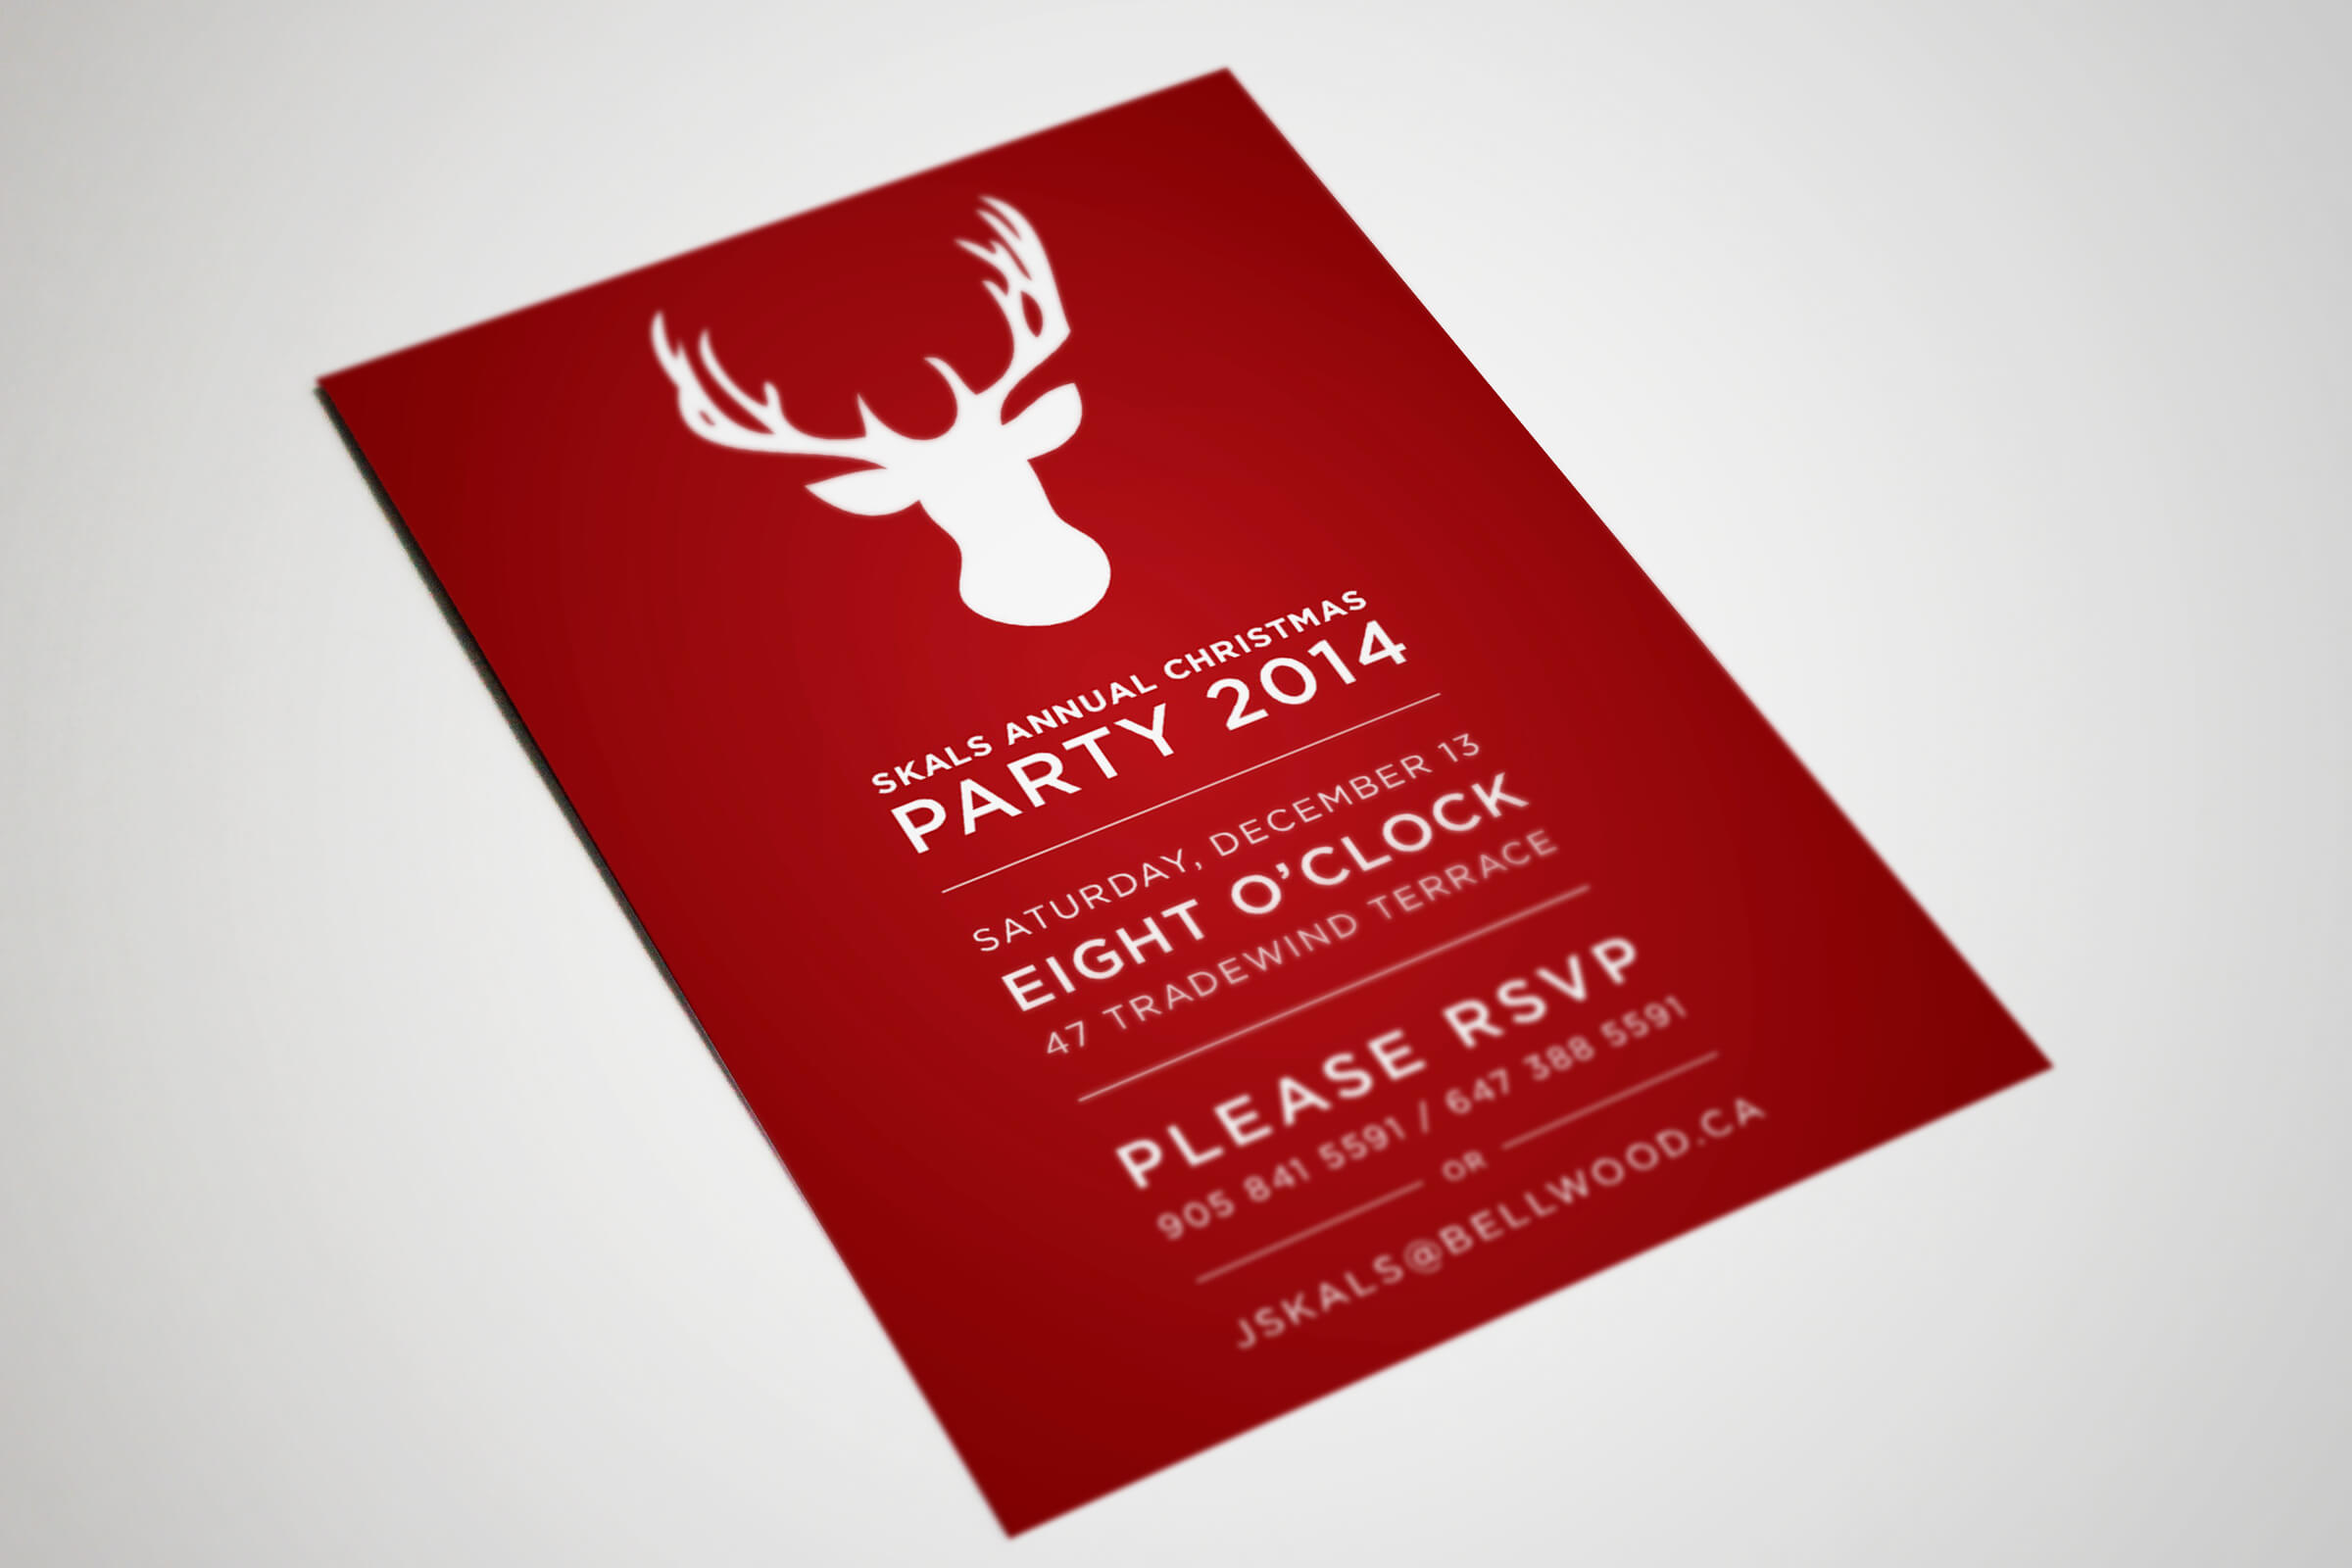 SKALS ANNUAL CHRISTMAS
PARTY 2014
SATURDAY, DECEMBER 13
EIGHT O'CLOCK
47 TRADEWIND TERRACE
PLEASE RSVP
905 841 5591 / 647 388 5591
OR
JSKALS@BELLWOOD.CA